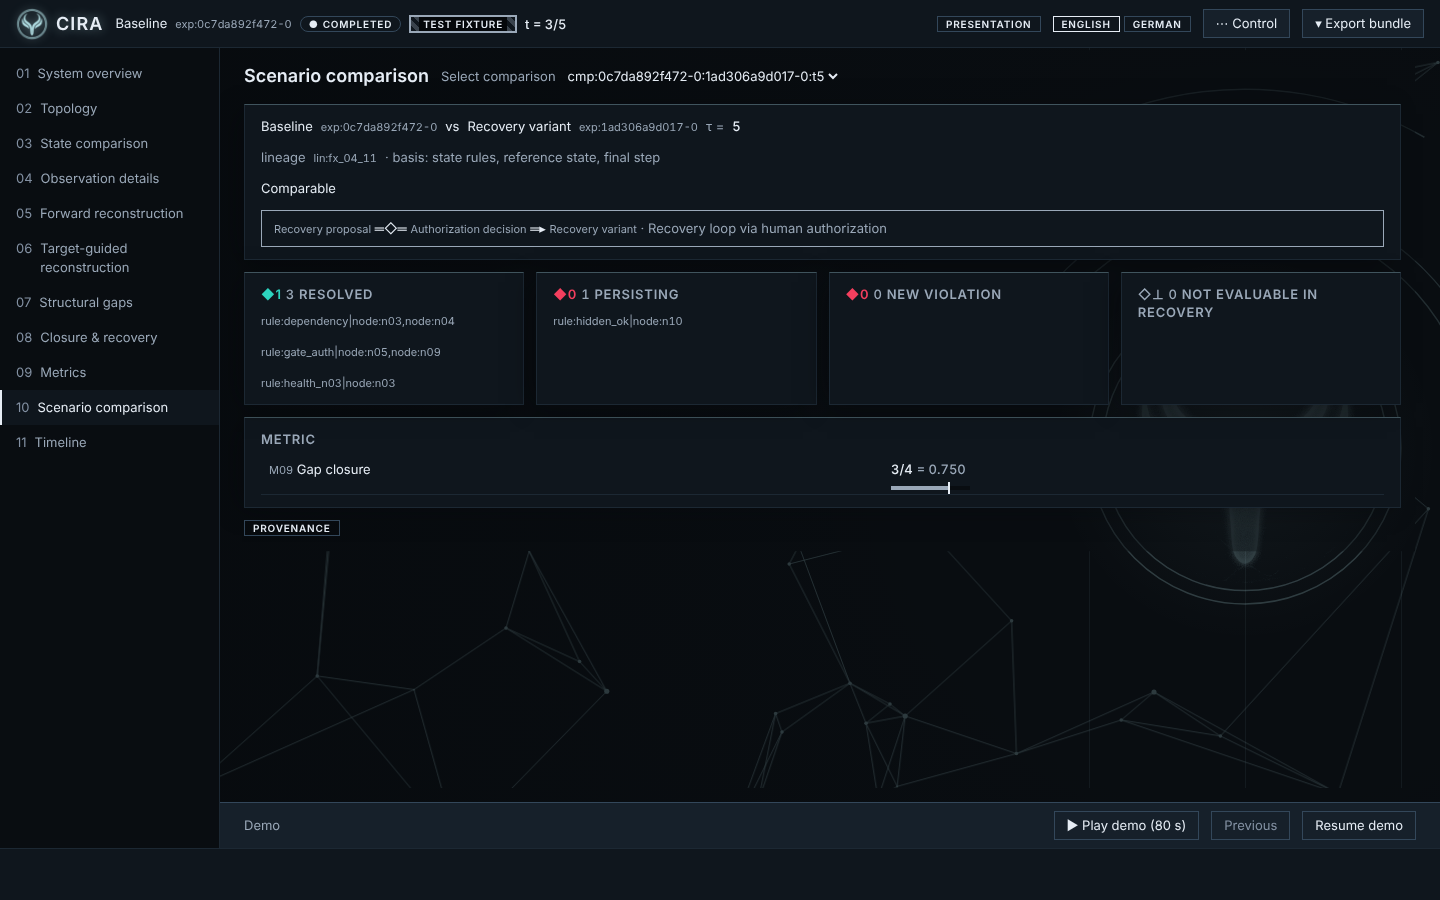 CIRA Baseline exp:0c7da892f472-0 ● COMPLETED TEST FIXTURE t = 3/5 PRESENTATION ENGLISH GERMAN ··· Control ▾ Export bundle
01 System overview
02 Topology
03 State comparison
04 Observation details
05 Forward reconstruction
06 Target-guided
reconstruction
07 Structural gaps
08 Closure & recovery
09 Metrics
10 Scenario comparison
11 Timeline
Scenario comparison Select comparison cmp:0c7da892f472-0:1ad306a9d017-0:t5
Baseline exp:0c7da892f472-0 vs Recovery variant exp:1ad306a9d017-0 τ = 5
lineage lin:fx_04_11 · basis: state rules, reference state, final step
Comparable
Recovery proposal ═◇═ Authorization decision ═▶ Recovery variant · Recovery loop via human authorization
◆1 3 RESOLVED
rule:dependency|node:n03,node:n04
rule:gate_auth|node:n05,node:n09
rule:health_n03|node:n03
◆0 1 PERSISTING
rule:hidden_ok|node:n10
◆0 0 NEW VIOLATION
◇⊥ 0 NOT EVALUABLE IN
RECOVERY
METRIC
M09 Gap closure 3/4 = 0.750
PROVENANCE
Demo ▶ Play demo (80 s) Previous Resume demo